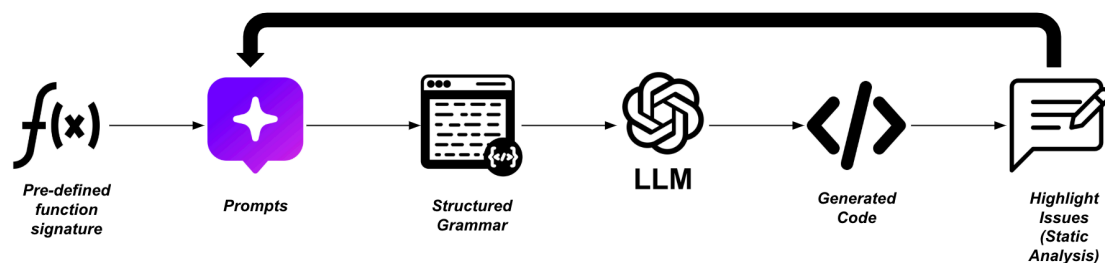 f(x)
Pre-defined
function
signature
Prompts
{</>}
Structured
Grammar
LLM
</>
Generated
Code
Highlight
Issues
(Static
Analysis)